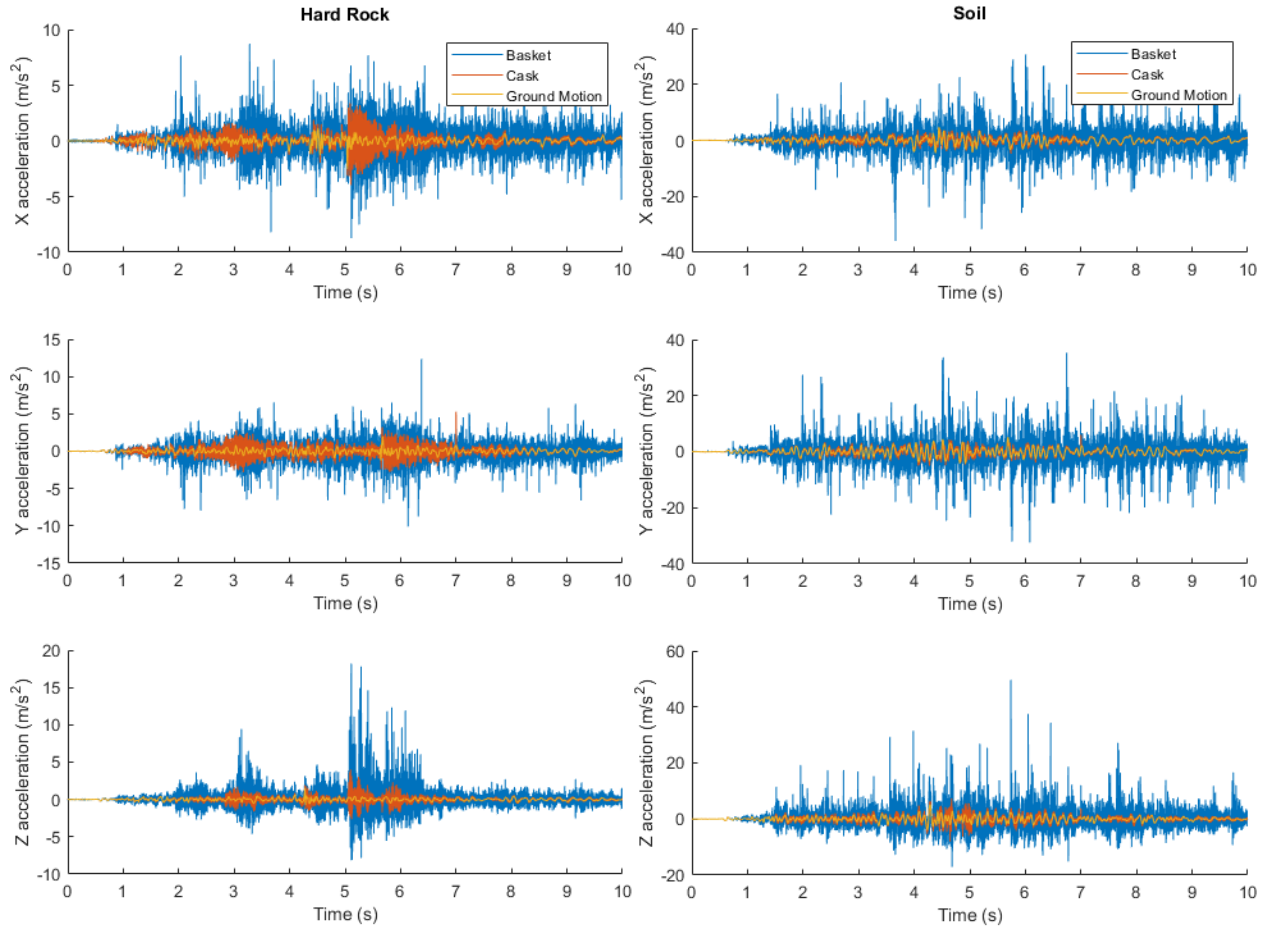 Hard Rock
X acceleration (m/s²)
10
5
0
-5
-10
Basket
Cask
Ground Motion
0 1 2 3 4 5 6 7 8 9 10
Time (s)
Soil
X acceleration (m/s²)
40
20
0
-20
-40
Basket
Cask
Ground Motion
0 1 2 3 4 5 6 7 8 9 10
Time (s)
Y acceleration (m/s²)
15
10
5
0
-5
-10
-15
0 1 2 3 4 5 6 7 8 9 10
Time (s)
Y acceleration (m/s²)
40
20
0
-20
-40
0 1 2 3 4 5 6 7 8 9 10
Time (s)
Z acceleration (m/s²)
20
15
10
5
0
-5
-10
0 1 2 3 4 5 6 7 8 9 10
Time (s)
Z acceleration (m/s²)
60
40
20
0
-20
0 1 2 3 4 5 6 7 8 9 10
Time (s)